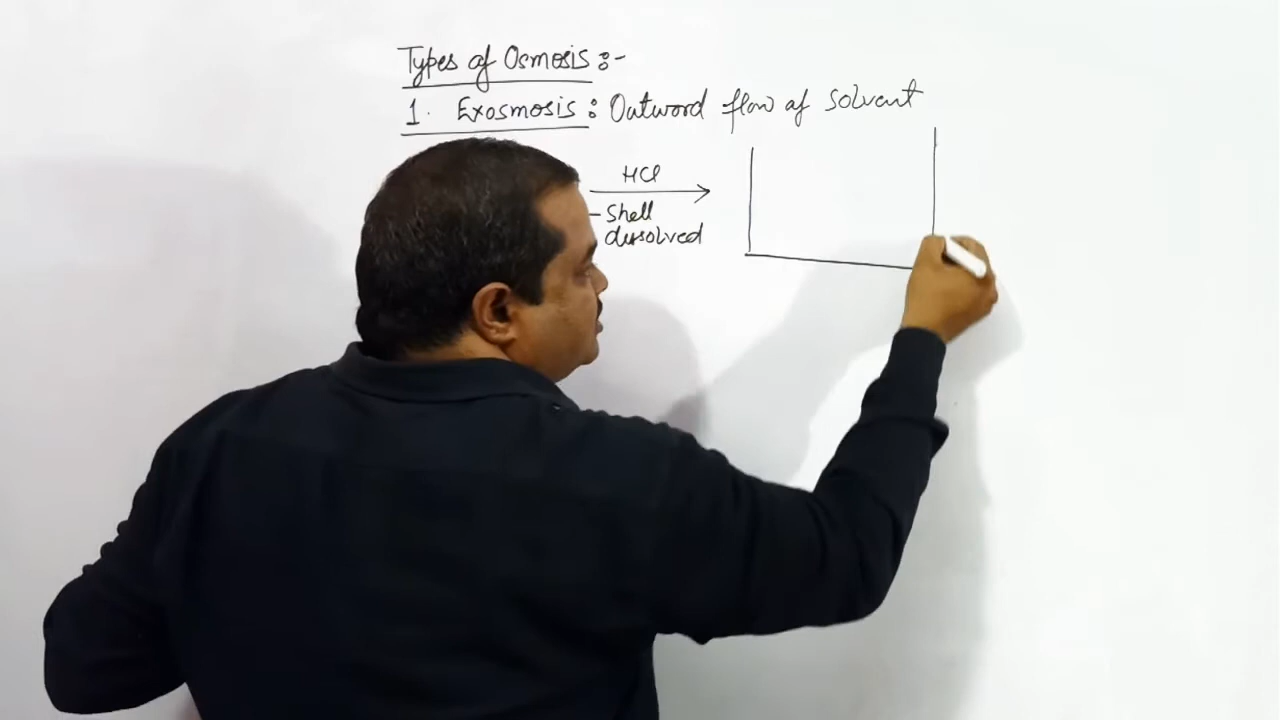 Types of Osmosis :-
1. Exosmosis : Outword flow of solvent
HCl
- Shell
dissolved